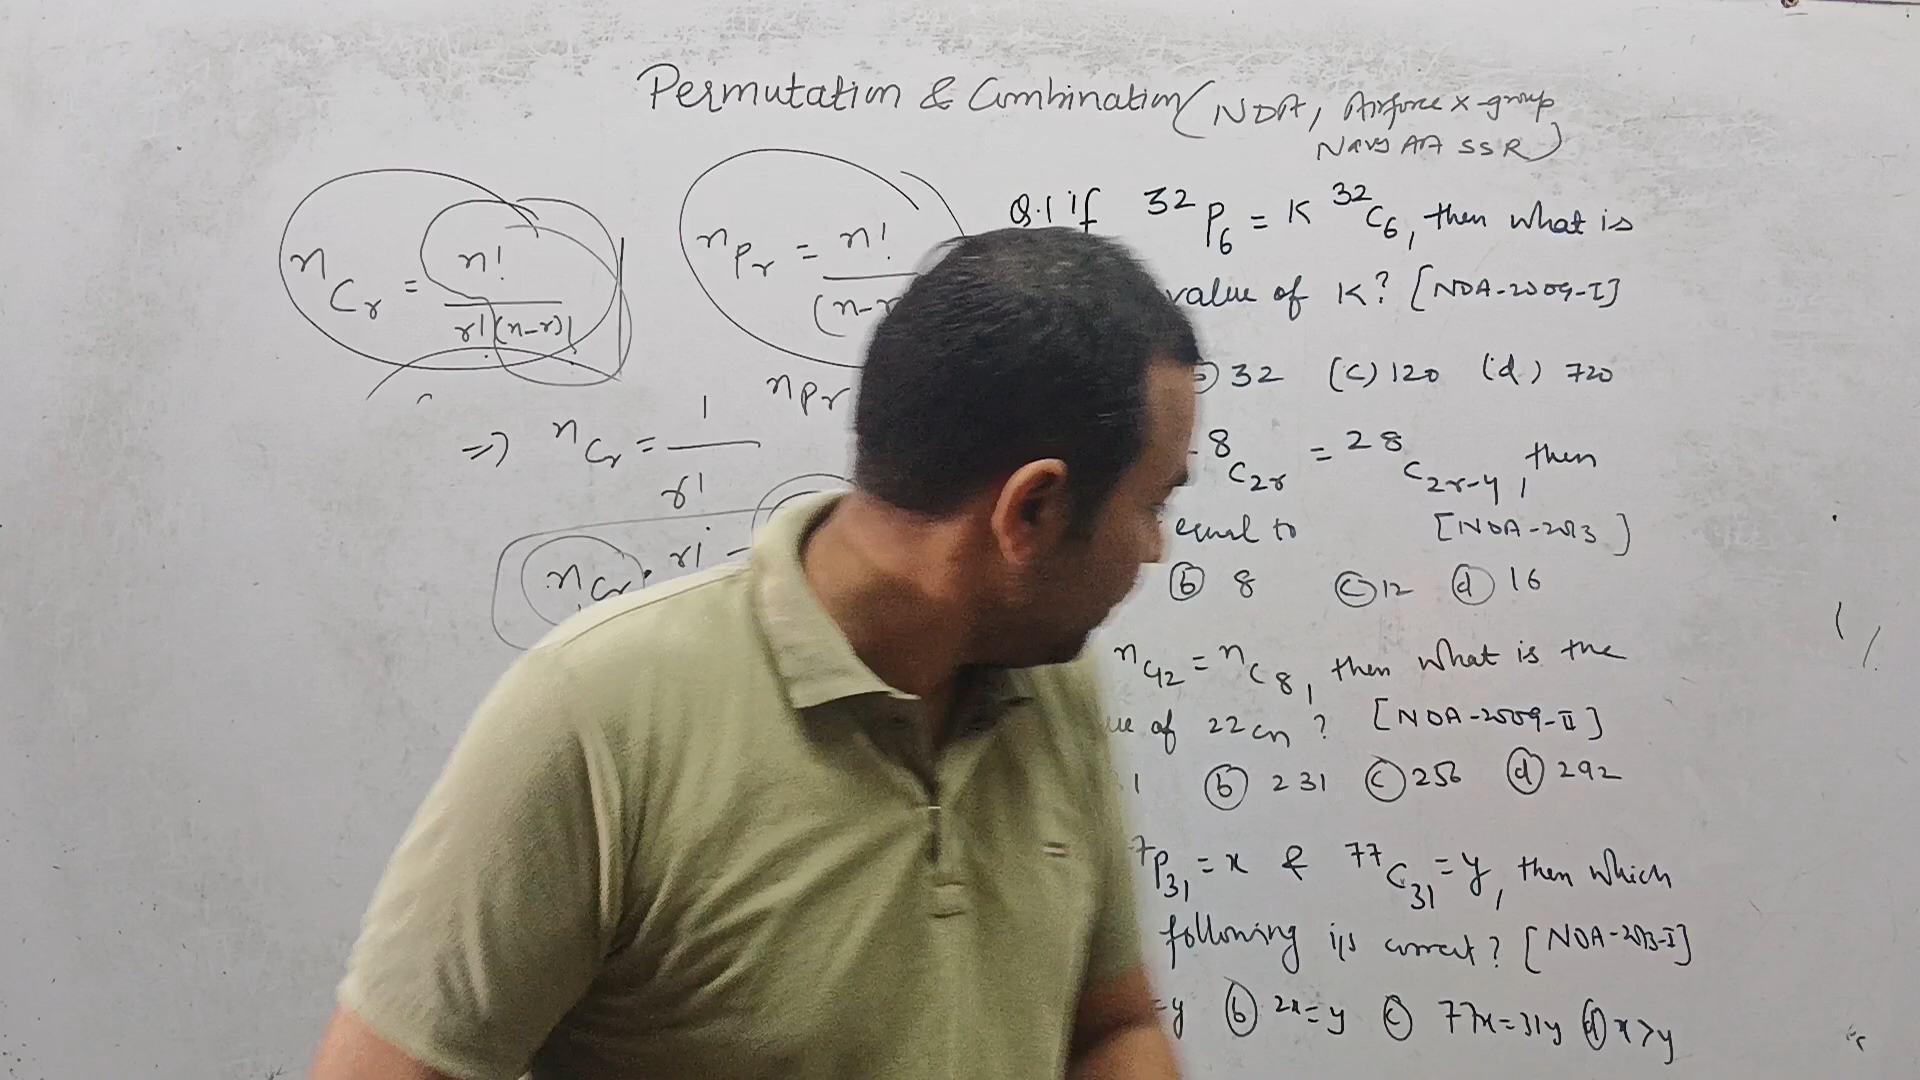 Permutation & Combination (NDA, Airforce X-group,
Navy AA SSR)
nCr = n! / r!(n-r)!
nPr = n! / (n-r
nPr
=> nCr = 1 / r!
nCr · r! =
Q.1 if 32P6 = K 32C6, then what is
value of K? [NDA-2009-I]
32 (c) 120 (d) 720
8C2r = 28C2r-4, then
equal to [NDA-2013]
(b) 8 (c) 12 (d) 16
nC12 = nC8, then what is the
of 22Cn? [NDA-2009-II]
1 (b) 231 (c) 256 (d) 292
7P31 = x & 77C31 = y, then which
following is correct? [NDA-2013-I]
=y (b) 2x=y (c) 77x=31y (d) x>y